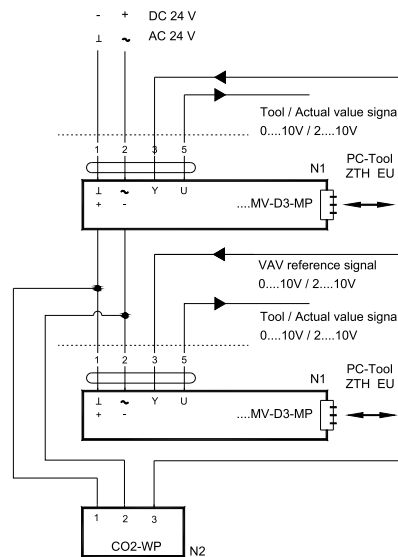 - + DC 24 V
⊥ ~ AC 24 V
Tool / Actual value signa
0....10V / 2....10V
1 2 3 5
N1
PC-Tool
ZTH EU
⊥ ~ Y U
+ -
....MV-D3-MP
VAV reference signal
0....10V / 2....10V
Tool / Actual value signa
0....10V / 2....10V
1 2 3 5
N1
PC-Tool
ZTH EU
⊥ ~ Y U
+ -
....MV-D3-MP
1 2 3
CO2-WP
N2